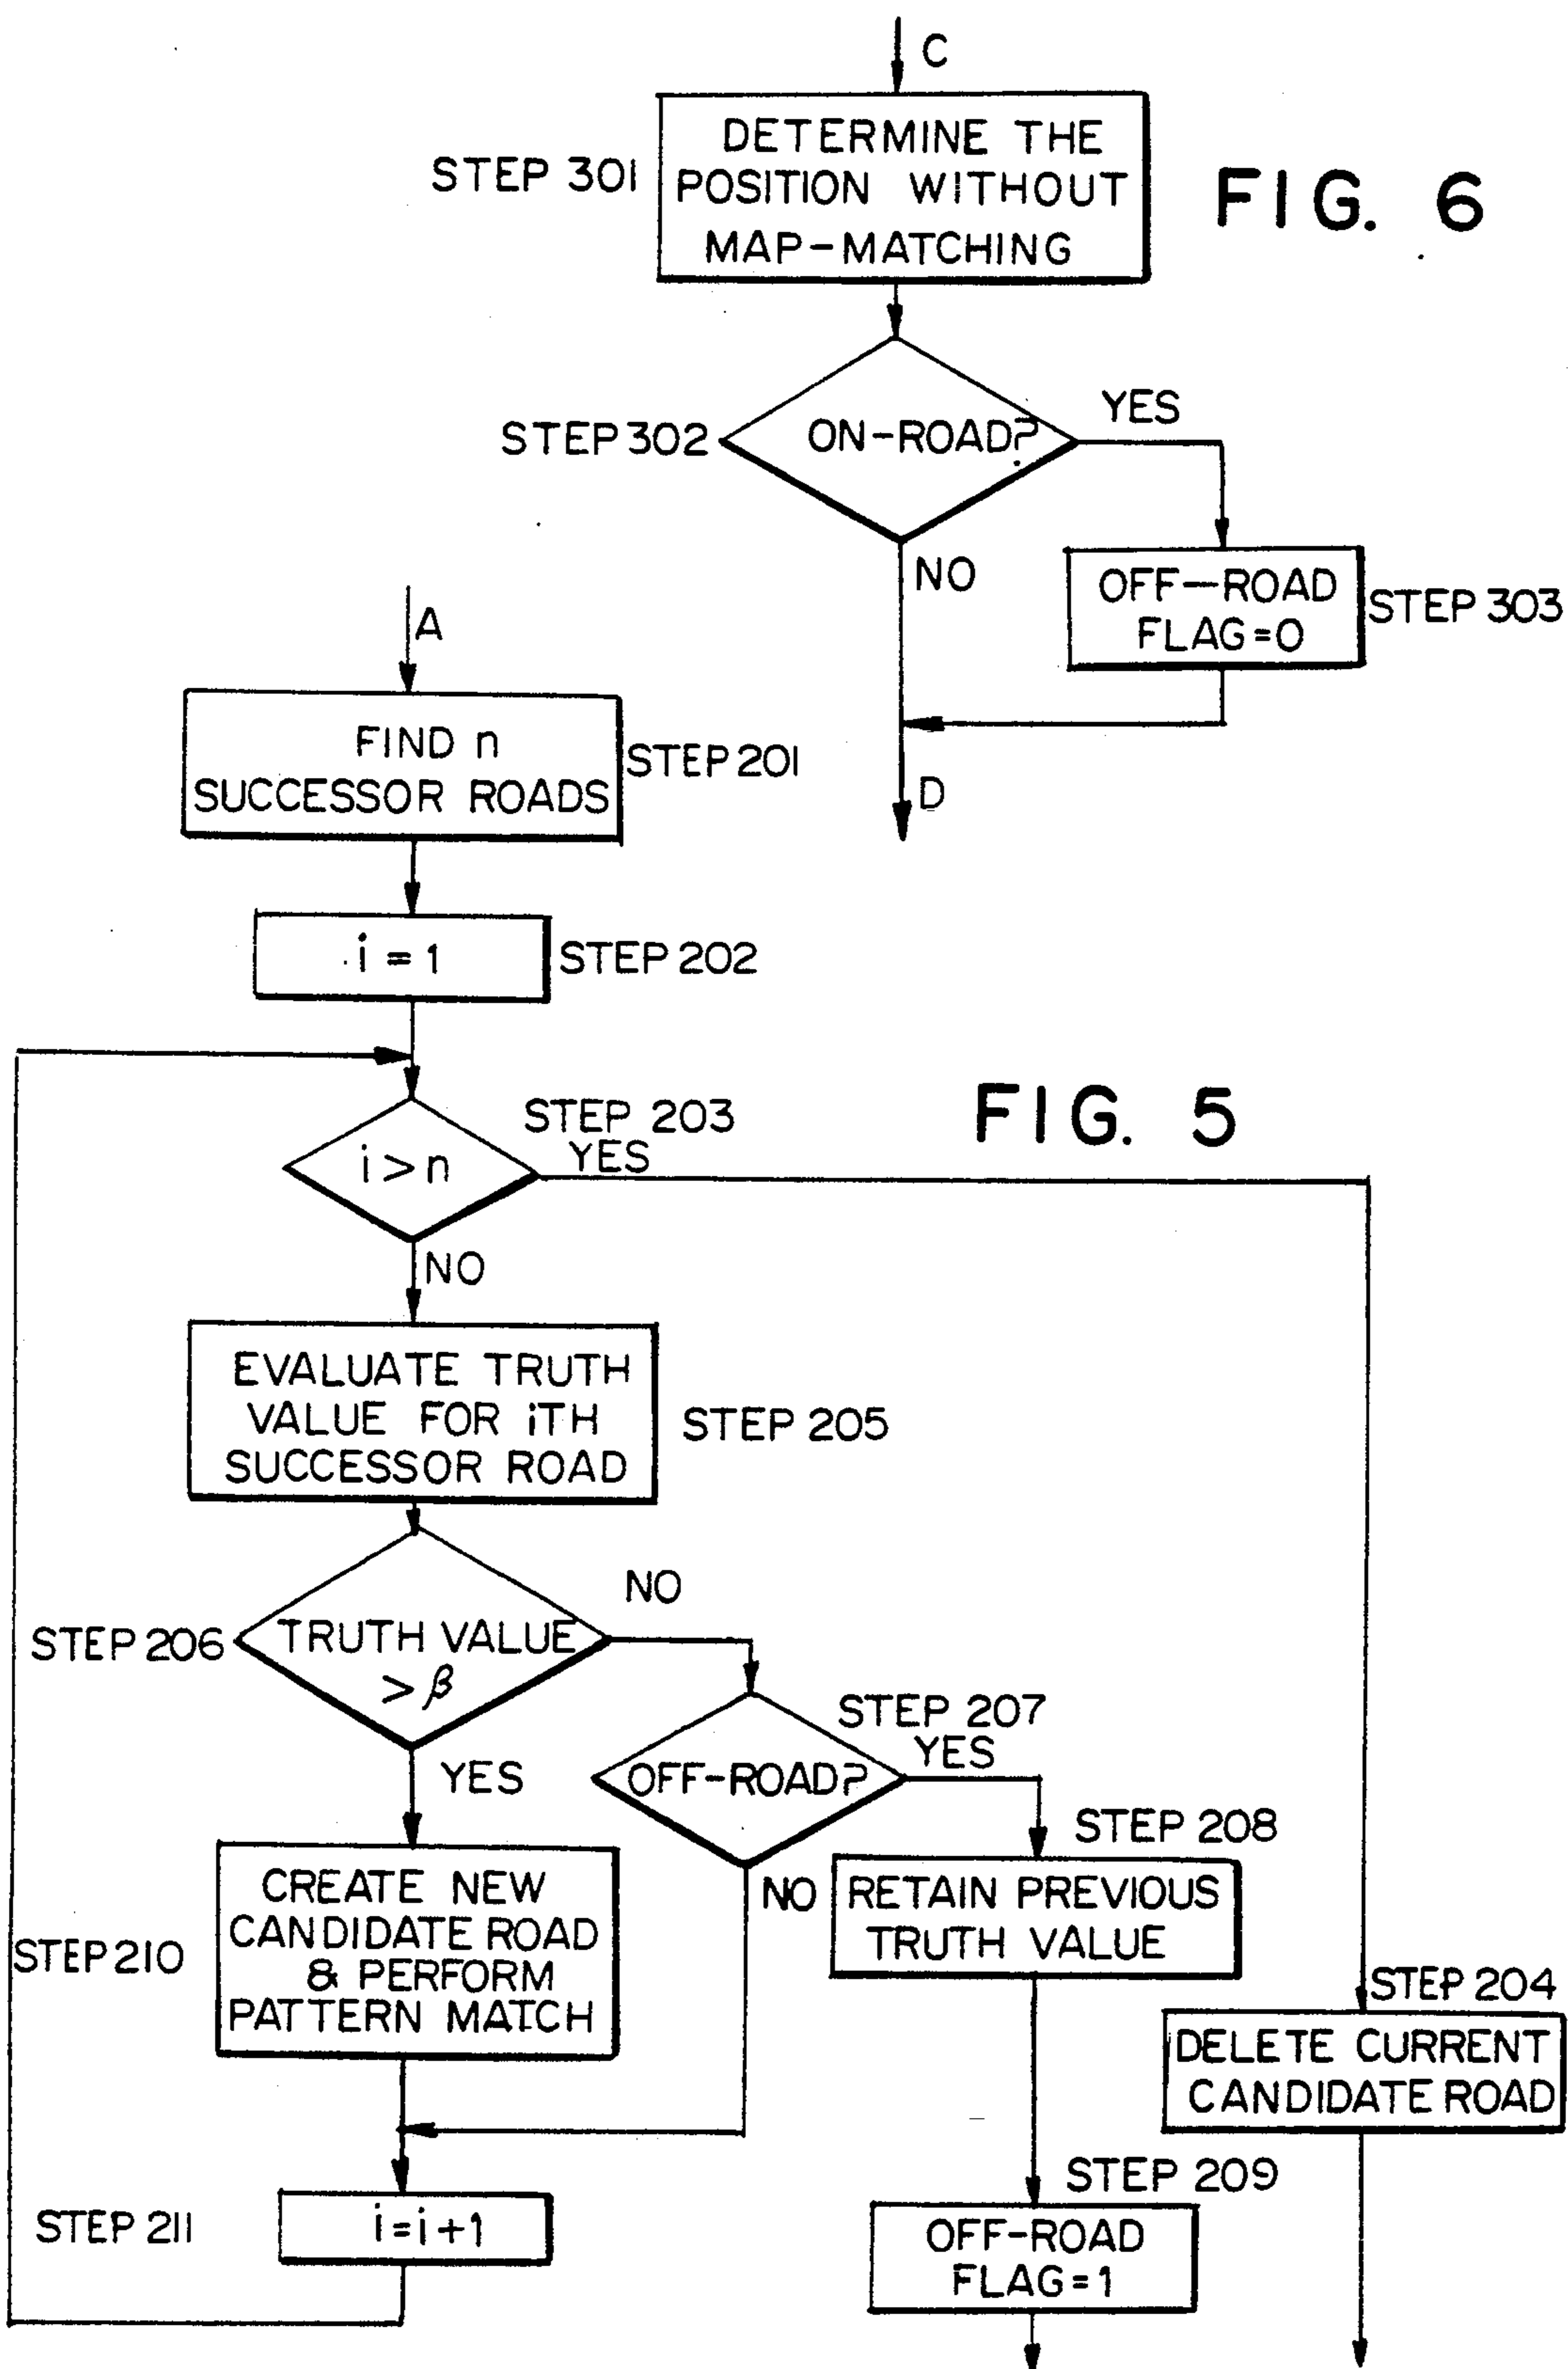 C
DETERMINE THE
POSITION WITHOUT
MAP-MATCHING
STEP 301
FIG. 6
ON-ROAD?
STEP 302
YES
NO
OFF-ROAD
FLAG=0
STEP 303
D
A
FIND n
SUCCESSOR ROADS
STEP 201
i = 1
STEP 202
FIG. 5
STEP 203
i > n
YES
NO
EVALUATE TRUTH
VALUE FOR iTH
SUCCESSOR ROAD
STEP 205
NO
STEP 206
TRUTH VALUE
> β
YES
STEP 207
OFF-ROAD?
YES
NO
STEP 208
RETAIN PREVIOUS
TRUTH VALUE
STEP 210
CREATE NEW
CANDIDATE ROAD
& PERFORM
PATTERN MATCH
STEP 204
DELETE CURRENT
CANDIDATE ROAD
STEP 209
OFF-ROAD
FLAG=1
STEP 211
i=i+1